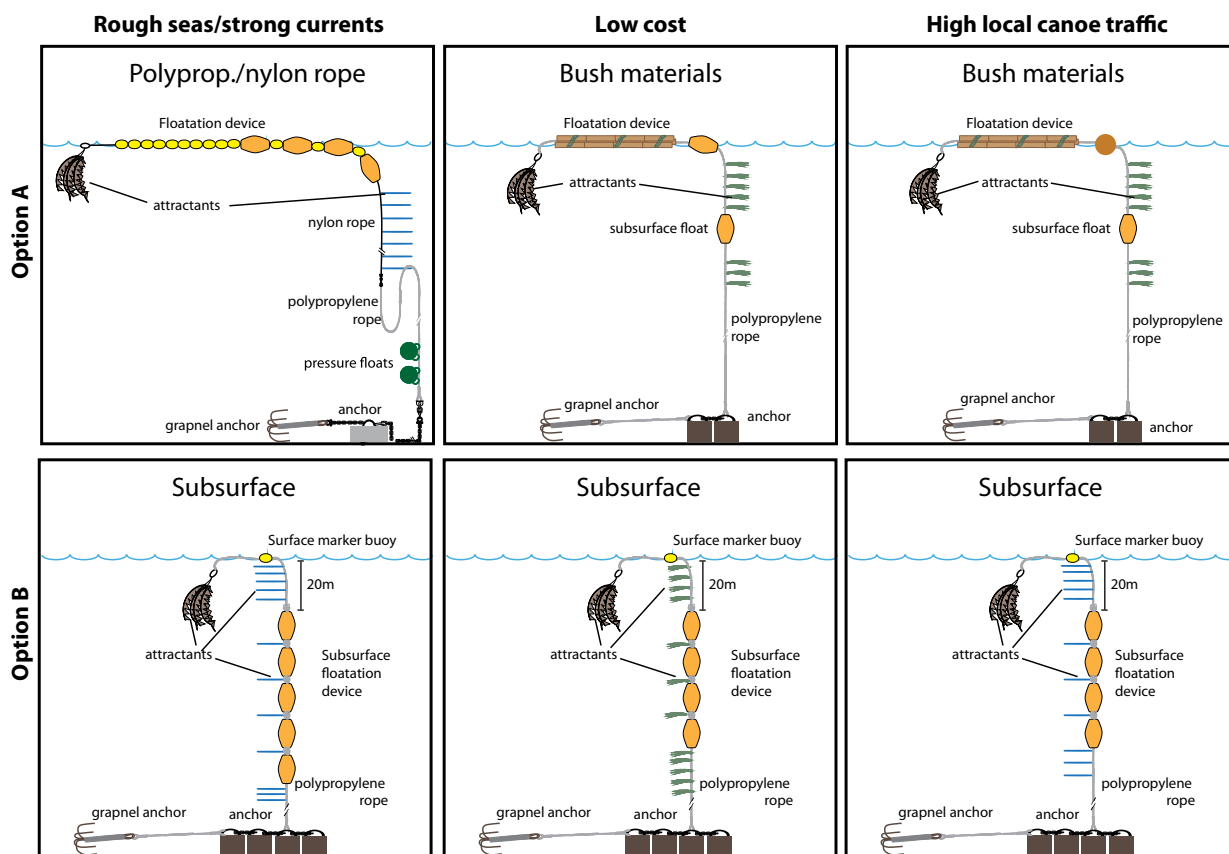 Rough seas/strong currents
Low cost
High local canoe traffic
Option A
Polyprop./nylon rope
Floatation device
attractants
nylon rope
polypropylene
rope
pressure floats
anchor
grapnel anchor
Bush materials
Floatation device
attractants
subsurface float
polypropylene
rope
grapnel anchor
anchor
Bush materials
Floatation device
attractants
subsurface float
polypropylene
rope
grapnel anchor
anchor
Option B
Subsurface
Surface marker buoy
20m
attractants
Subsurface
floatation
device
polypropylene
rope
grapnel anchor
anchor
Subsurface
Surface marker buoy
20m
attractants
Subsurface
floatation
device
polypropylene
rope
grapnel anchor
anchor
Subsurface
Surface marker buoy
20m
attractants
Subsurface
floatation
device
polypropylene
rope
grapnel anchor
anchor